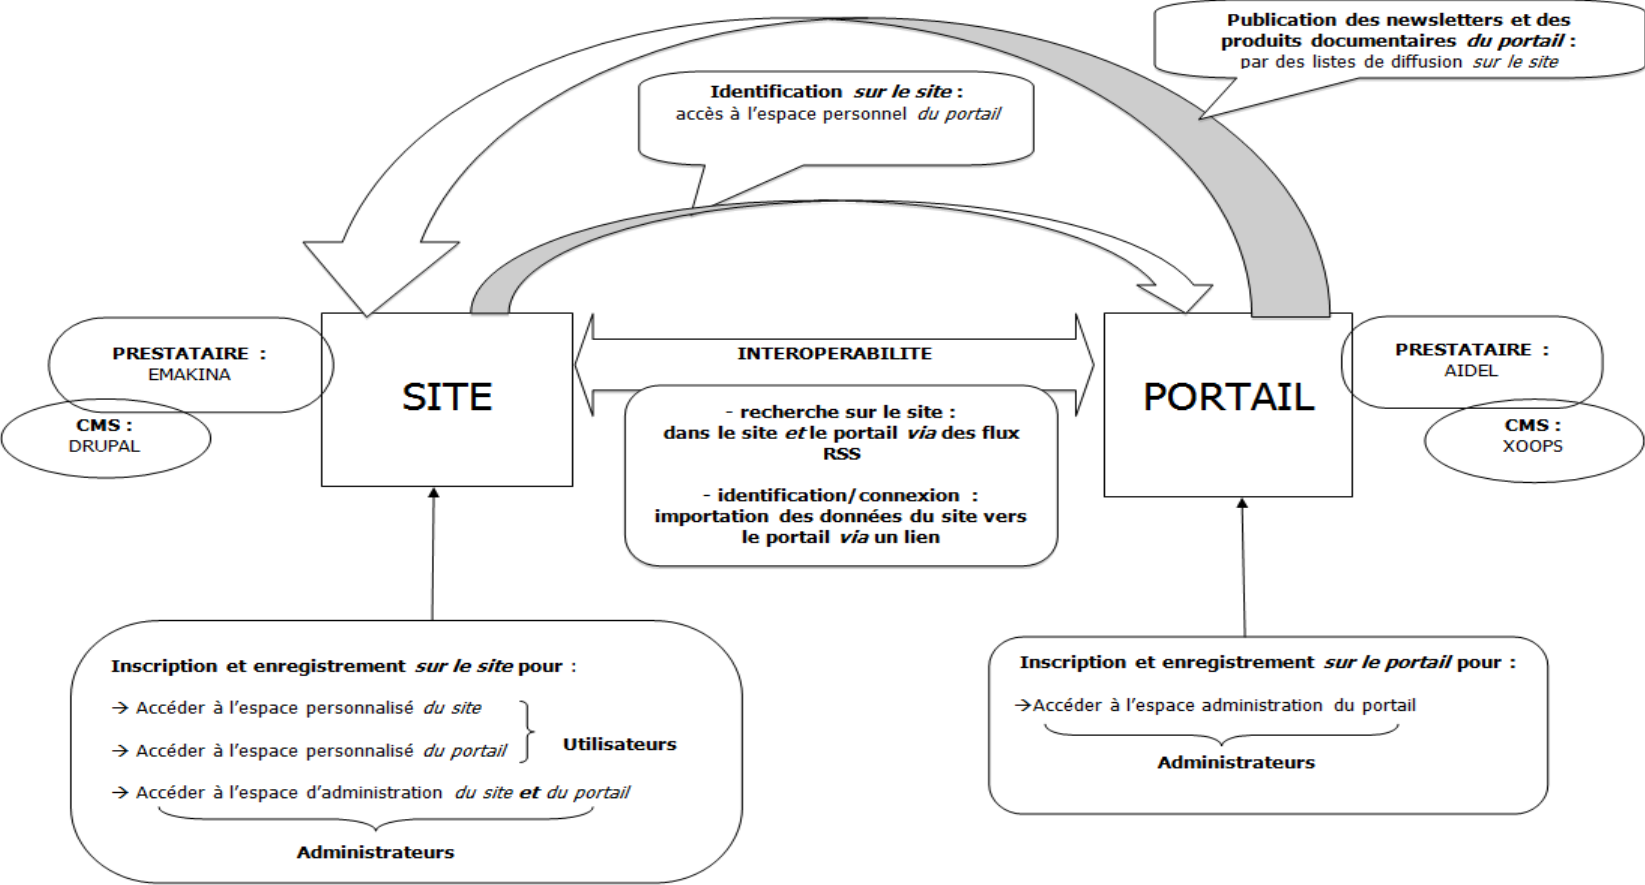 Publication des newsletters et des
produits documentaires du portail :
par des listes de diffusion sur le site
Identification sur le site :
accès à l'espace personnel du portail
PRESTATAIRE :
EMAKINA
CMS :
DRUPAL
SITE
INTEROPERABILITE
- recherche sur le site :
dans le site et le portail via des flux
RSS
- identification/connexion :
importation des données du site vers
le portail via un lien
PORTAIL
PRESTATAIRE :
AIDEL
CMS :
XOOPS
Inscription et enregistrement sur le site pour :
→ Accéder à l'espace personnalisé du site
→ Accéder à l'espace personnalisé du portail
Utilisateurs
→ Accéder à l'espace d'administration du site et du portail
Administrateurs
Inscription et enregistrement sur le portail pour :
→Accéder à l'espace administration du portail
Administrateurs